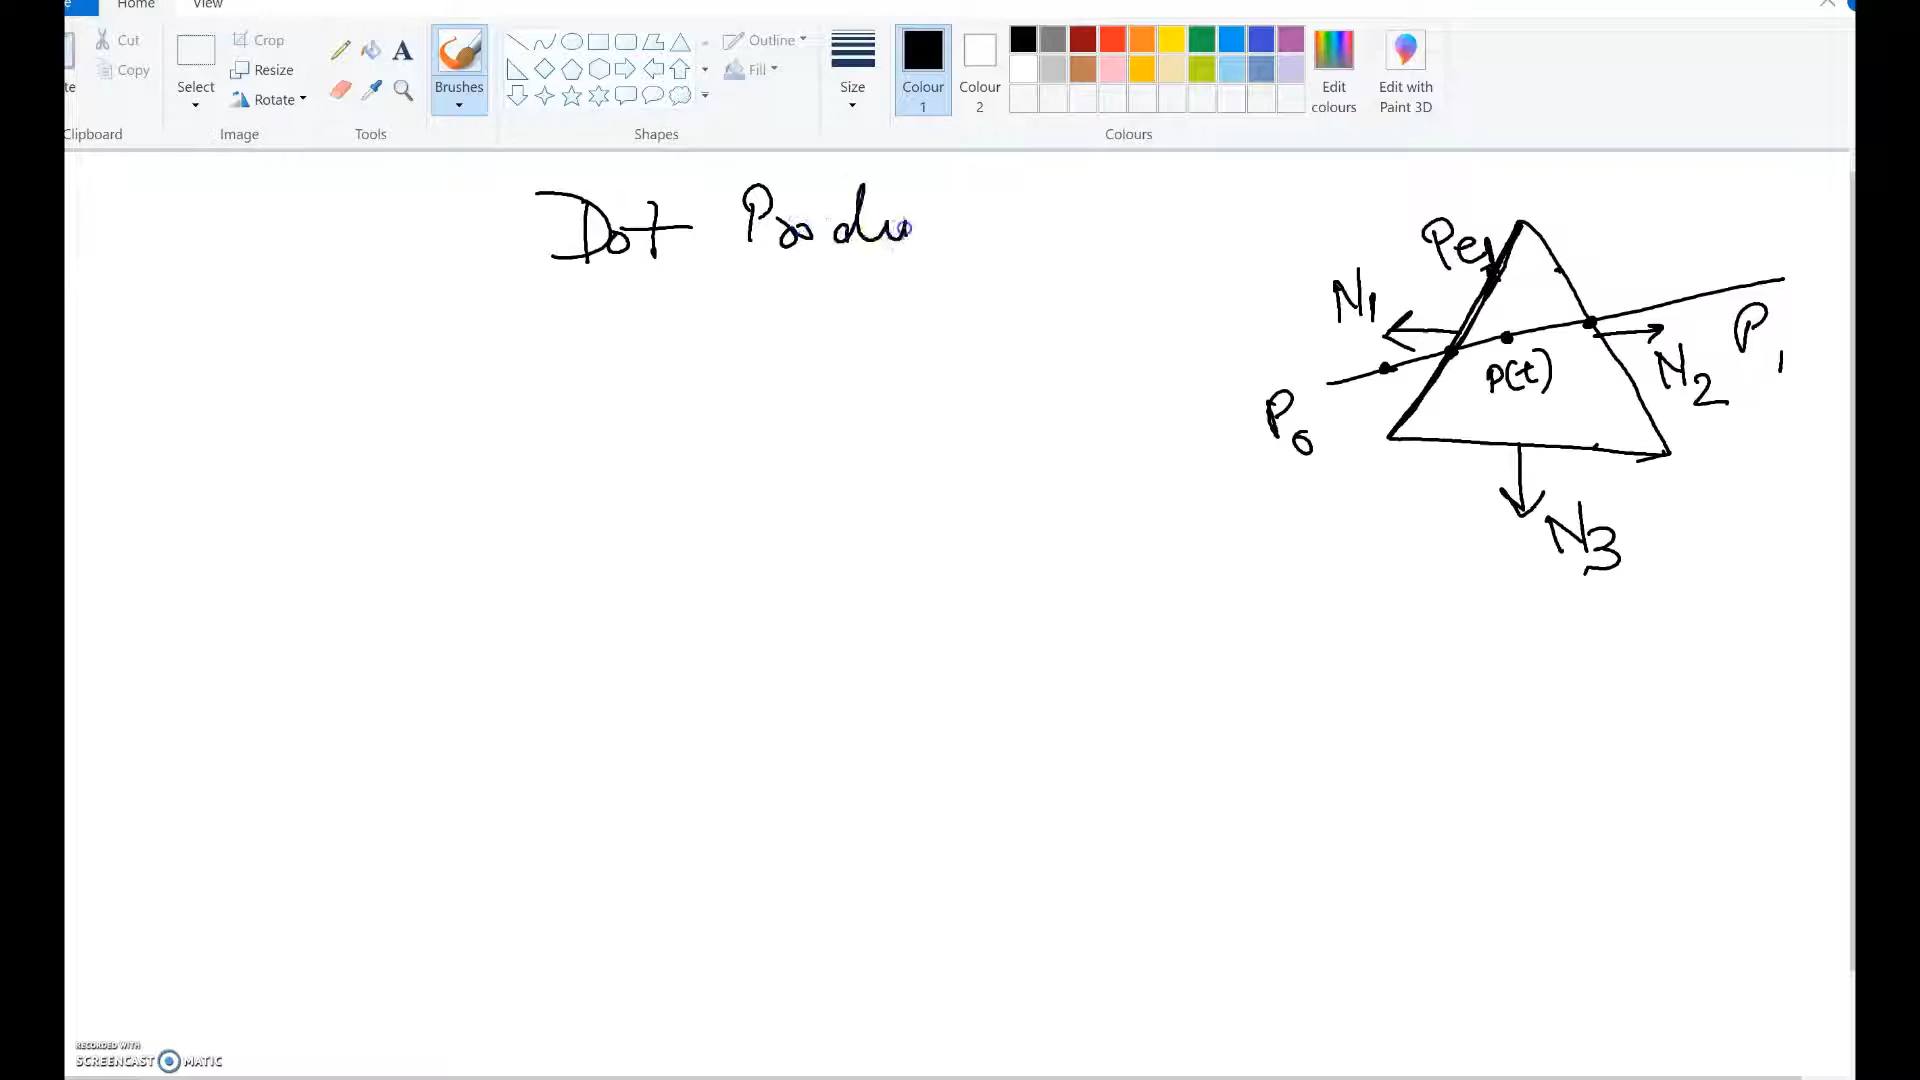 Home View
Cut
Copy
Clipboard
Select
Crop
Resize
Rotate
Image
Tools
Brushes
Shapes
Outline
Fill
Size
Colour 1
Colour 2
Edit colours
Edit with Paint 3D
Colours
Dot Produ
Pe1
N1
P(t)
P1
N2
P0
N3
RECORDED WITH
SCREENCAST MATIC